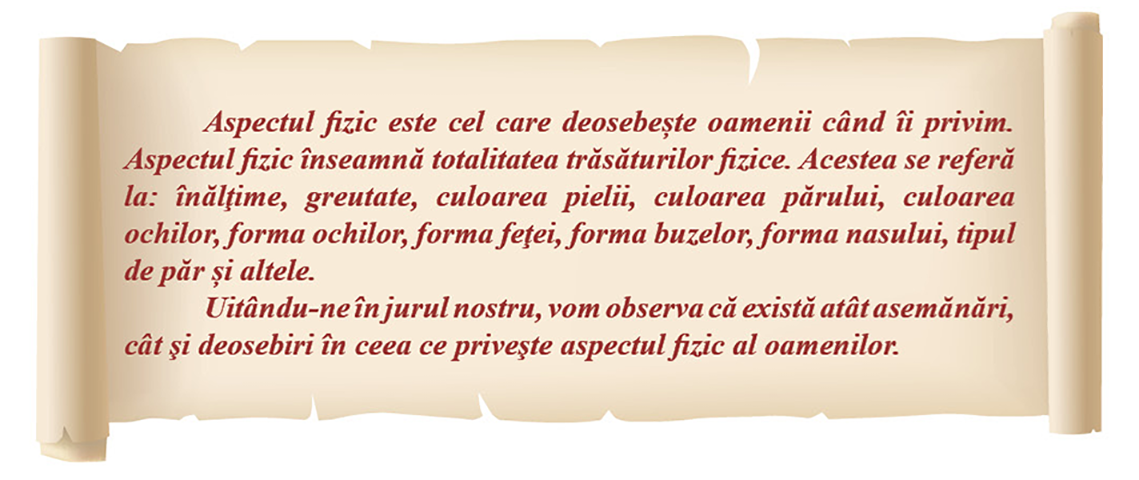 Aspectul fizic este cel care deosebește oamenii când îi privim.
Aspectul fizic înseamnă totalitatea trăsăturilor fizice. Acestea se referă
la: înălţime, greutate, culoarea pielii, culoarea părului, culoarea
ochilor, forma ochilor, forma feţei, forma buzelor, forma nasului, tipul
de păr și altele.
Uitându-ne în jurul nostru, vom observa că există atât asemănări,
cât şi deosebiri în ceea ce priveşte aspectul fizic al oamenilor.